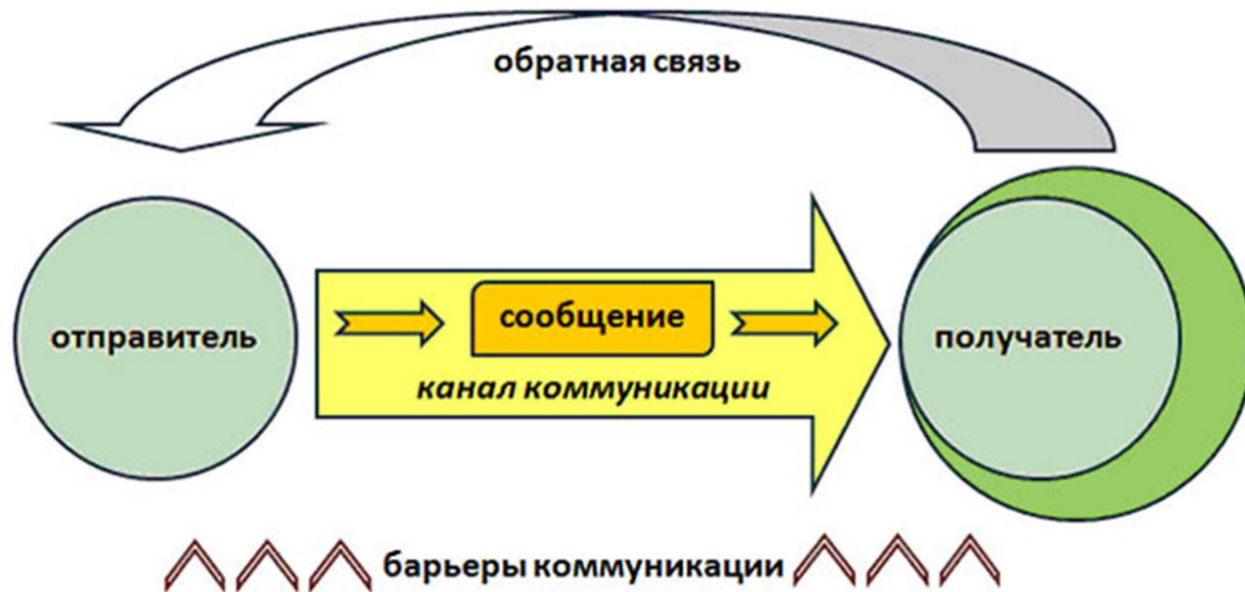 обратная связь
отправитель
сообщение
канал коммуникации
получатель
барьеры коммуникации